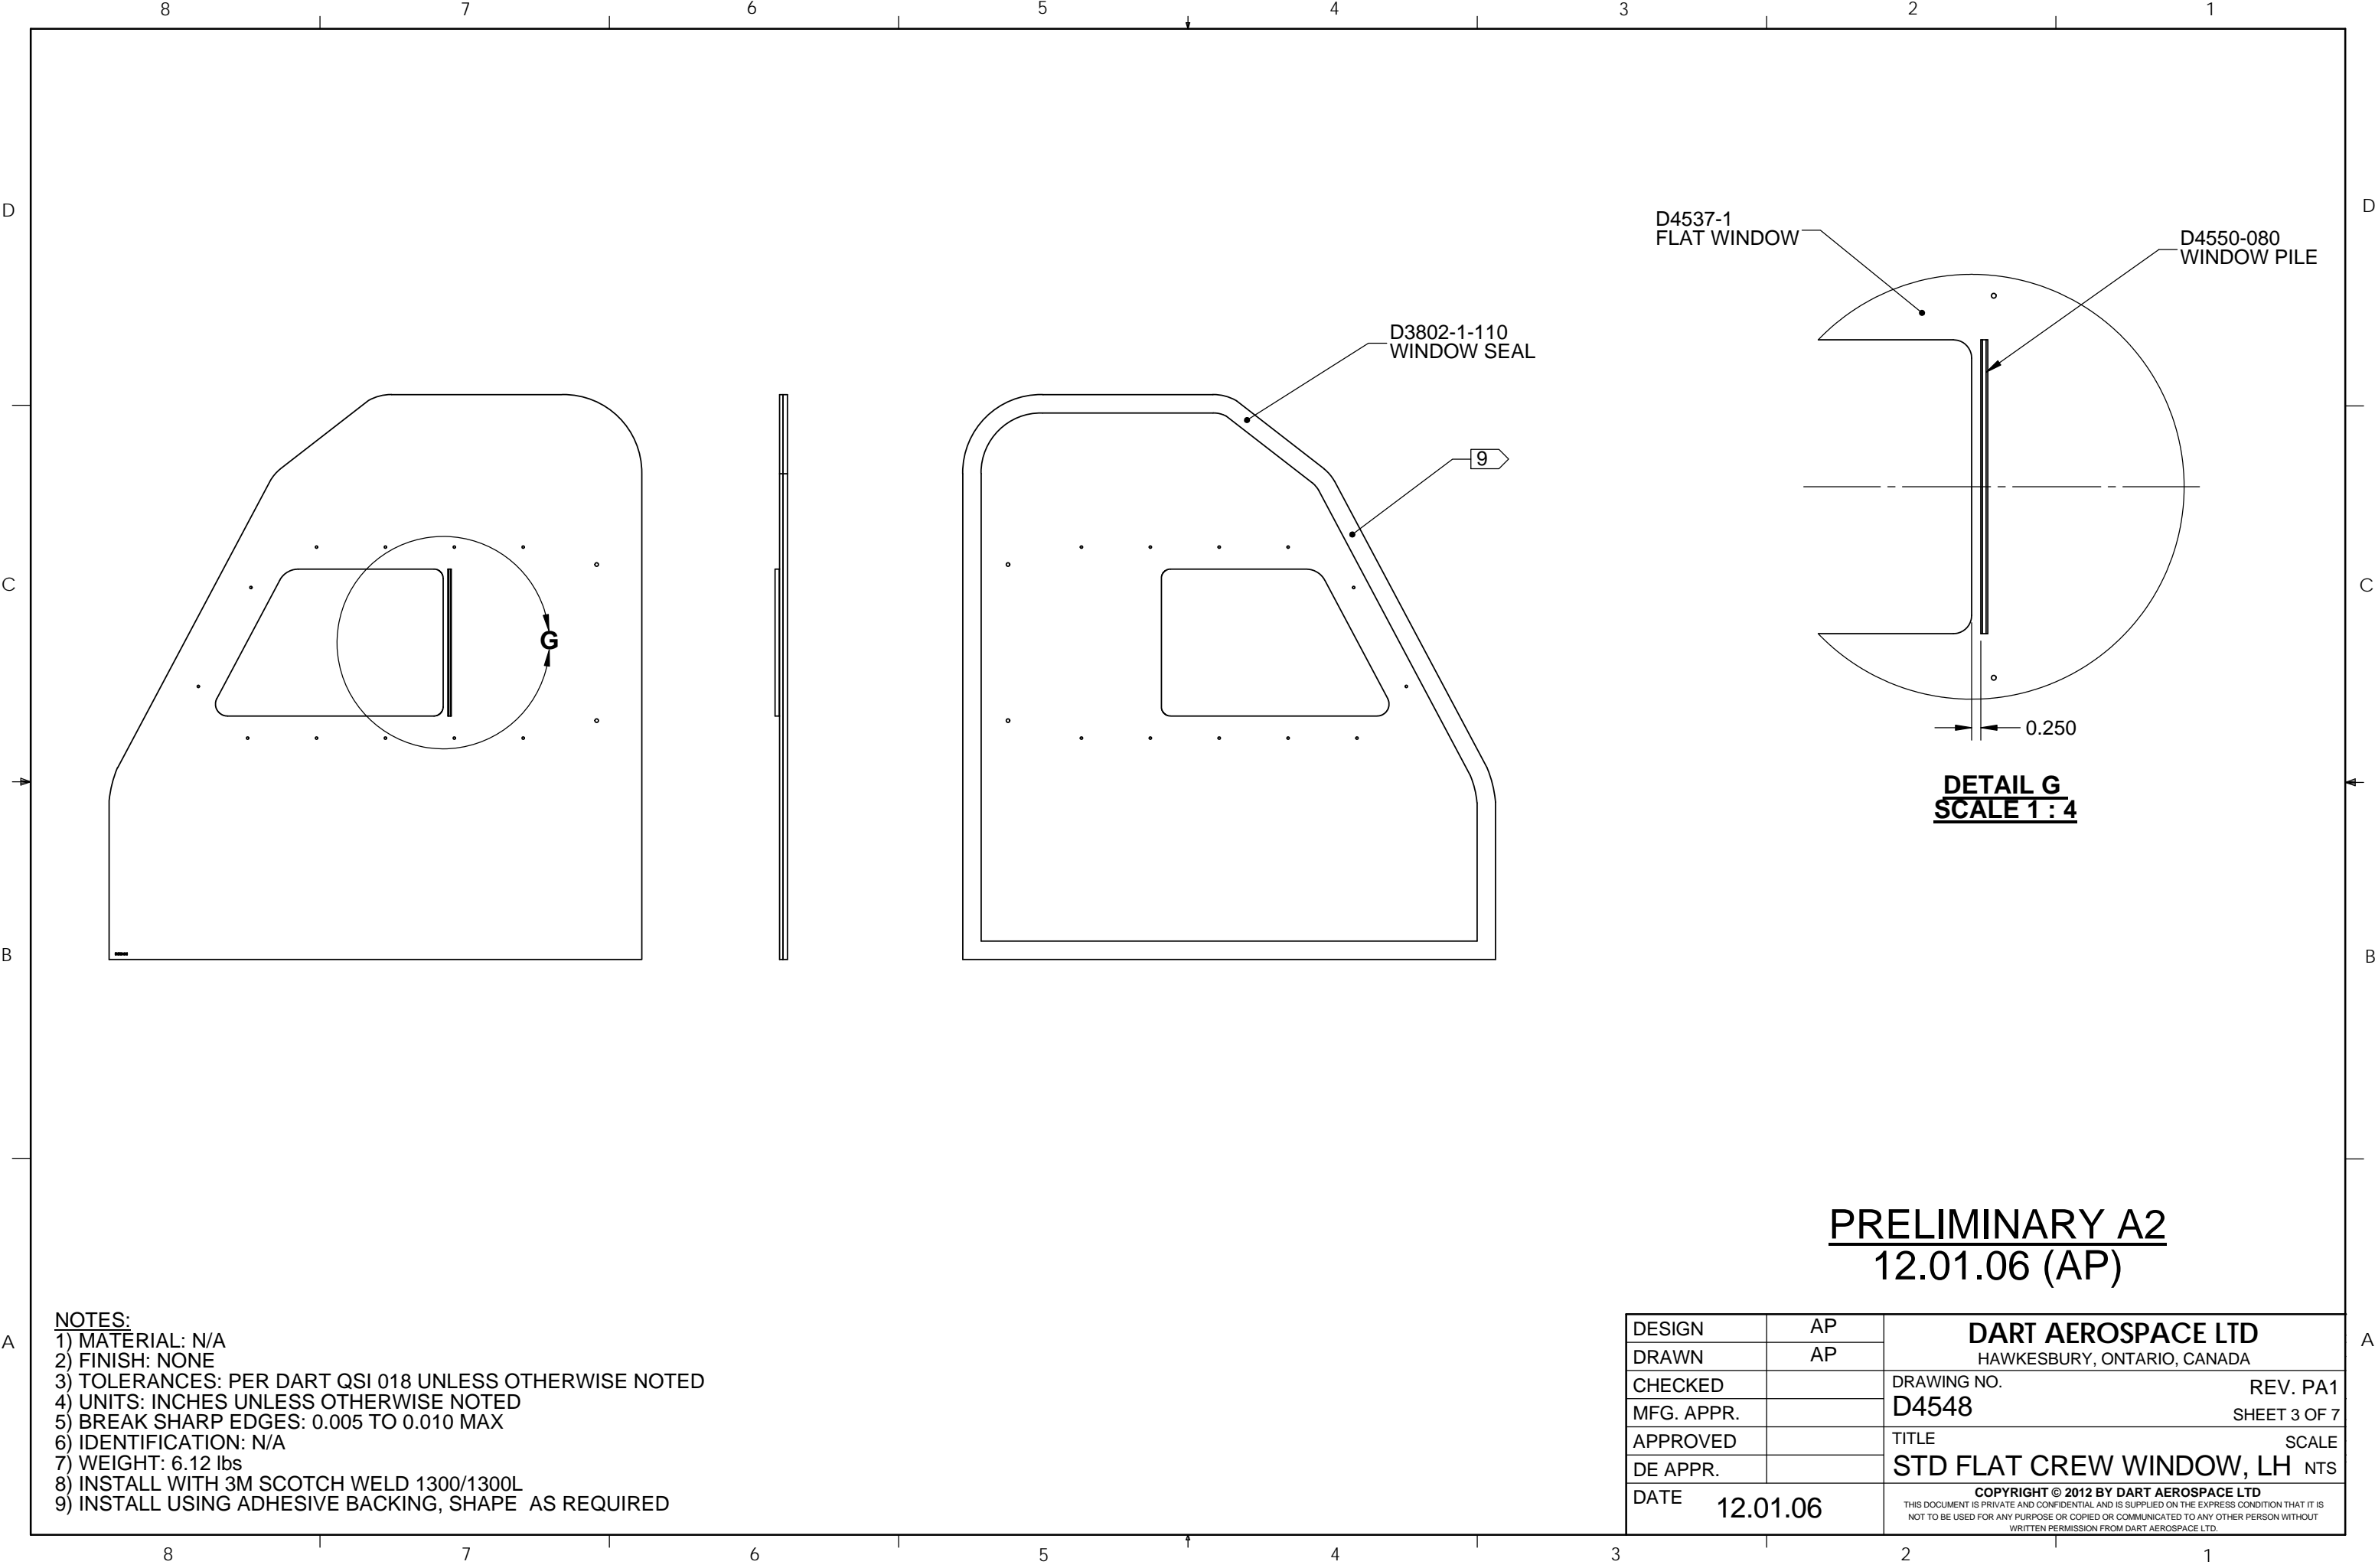 8 7 6 5 4 3 2 1
D D
D4537-1
FLAT WINDOW
D4550-080
WINDOW PILE
D3802-1-110
WINDOW SEAL
9
C C
G
0.250
DETAIL G
SCALE 1 : 4
B B
PRELIMINARY A2
12.01.06 (AP)
A A
NOTES:
1) MATERIAL: N/A
2) FINISH: NONE
3) TOLERANCES: PER DART QSI 018 UNLESS OTHERWISE NOTED
4) UNITS: INCHES UNLESS OTHERWISE NOTED
5) BREAK SHARP EDGES: 0.005 TO 0.010 MAX
6) IDENTIFICATION: N/A
7) WEIGHT: 6.12 lbs
8) INSTALL WITH 3M SCOTCH WELD 1300/1300L
9) INSTALL USING ADHESIVE BACKING, SHAPE AS REQUIRED
DESIGN AP
DRAWN AP
CHECKED
MFG. APPR.
APPROVED
DE APPR.
DATE 12.01.06
DART AEROSPACE LTD
HAWKESBURY, ONTARIO, CANADA
DRAWING NO. REV. PA1
D4548 SHEET 3 OF 7
TITLE SCALE
STD FLAT CREW WINDOW, LH NTS
COPYRIGHT © 2012 BY DART AEROSPACE LTD
THIS DOCUMENT IS PRIVATE AND CONFIDENTIAL AND IS SUPPLIED ON THE EXPRESS CONDITION THAT IT IS
NOT TO BE USED FOR ANY PURPOSE OR COPIED OR COMMUNICATED TO ANY OTHER PERSON WITHOUT
WRITTEN PERMISSION FROM DART AEROSPACE LTD.
8 7 6 5 4 3 2 1